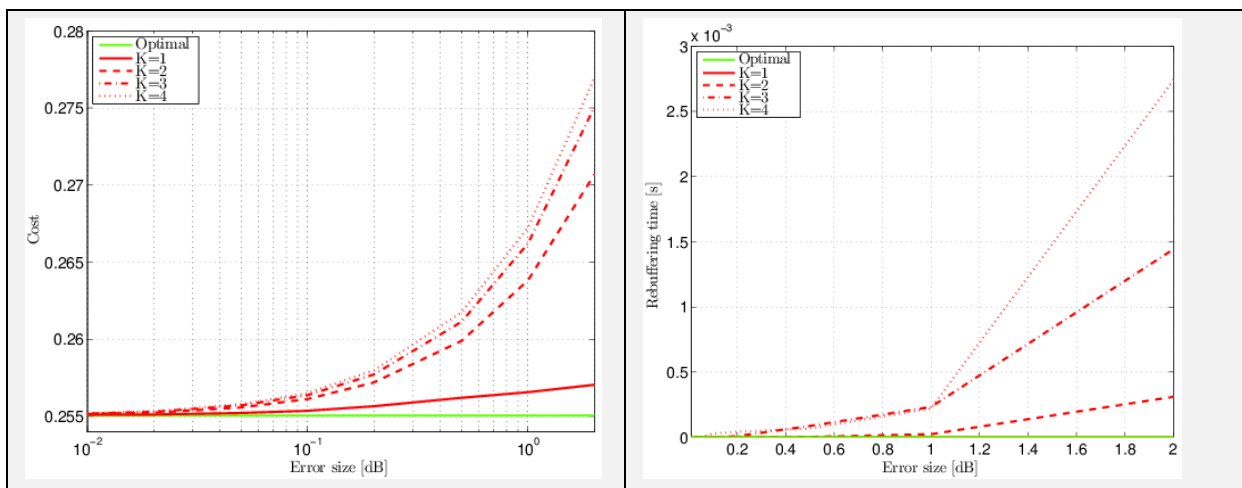 0.28
0.275
0.27
0.265
0.26
0.255
Cost
Optimal
K=1
K=2
K=3
K=4
10⁻²
10⁻¹
10⁰
Error size [dB]
x 10⁻³
3
2.5
2
1.5
1
0.5
0
Rebuffering time [s]
Optimal
K=1
K=2
K=3
K=4
0.2 0.4 0.6 0.8 1 1.2 1.4 1.6 1.8 2
Error size [dB]